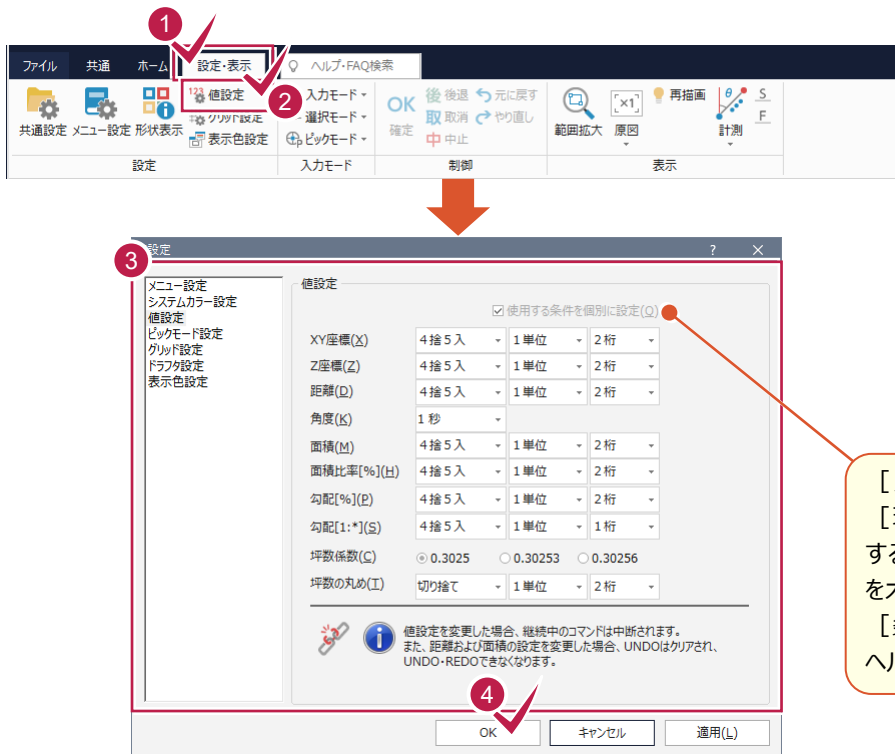 1
ファイル 共通 ホーム 設定・表示 ヘルプ・FAQ検索
共通設定 メニュー設定 形状表示 値設定 グリッド設定 表示色設定
2
入力モード
選択モード
ピックモード
OK 確定
後 後退 元に戻す
取 取消 やり直し
中 中止
範囲拡大 [×1] 原図 再描画 計測 S F
設定 入力モード 制御 表示
3
設定 ? ×
メニュー設定
システムカラー設定
値設定
ピックモード設定
グリッド設定
ドラフタ設定
表示色設定
値設定
使用する条件を個別に設定(Q)
XY座標(X) 4捨5入 1単位 2桁
Z座標(Z) 4捨5入 1単位 2桁
距離(D) 4捨5入 1単位 2桁
角度(K) 1秒
面積(M) 4捨5入 1単位 2桁
面積比率[%](H) 4捨5入 1単位 2桁
勾配[%](P) 4捨5入 1単位 2桁
勾配[1:*](S) 4捨5入 1単位 1桁
坪数係数(C) 0.3025 0.30253 0.30256
坪数の丸め(T) 切り捨て 1単位 2桁
値設定を変更した場合、継続中のコマンドは中断されます。
また、距離および面積の設定を変更した場合、UNDOはクリアされ、
UNDO・REDOできなくなります。
4
OK キャンセル 適用(L)
[
[
する
を
[
ヘル